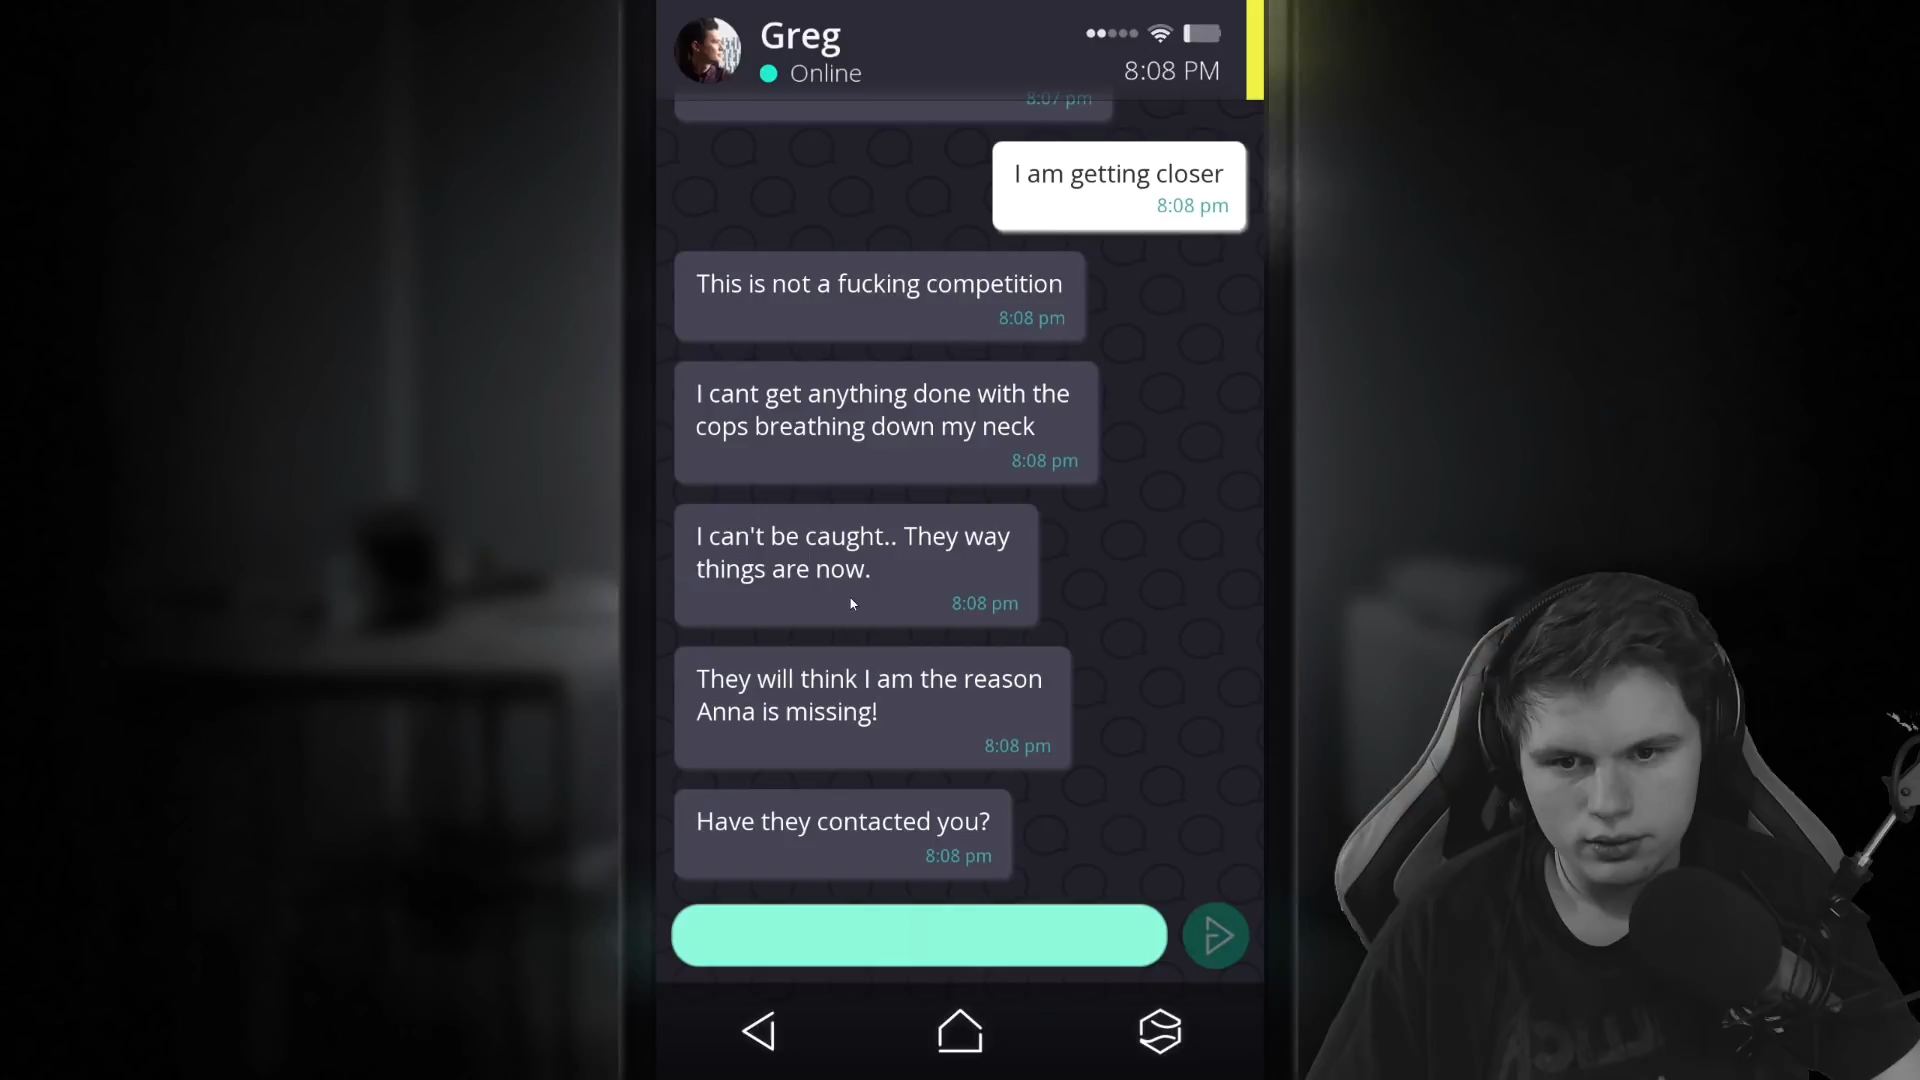 Greg
Online
8:08 PM
8:07 pm
I am getting closer
8:08 pm
This is not a fucking competition
8:08 pm
I cant get anything done with the
cops breathing down my neck
8:08 pm
I can't be caught.. They way
things are now.
8:08 pm
They will think I am the reason
Anna is missing!
8:08 pm
Have they contacted you?
8:08 pm